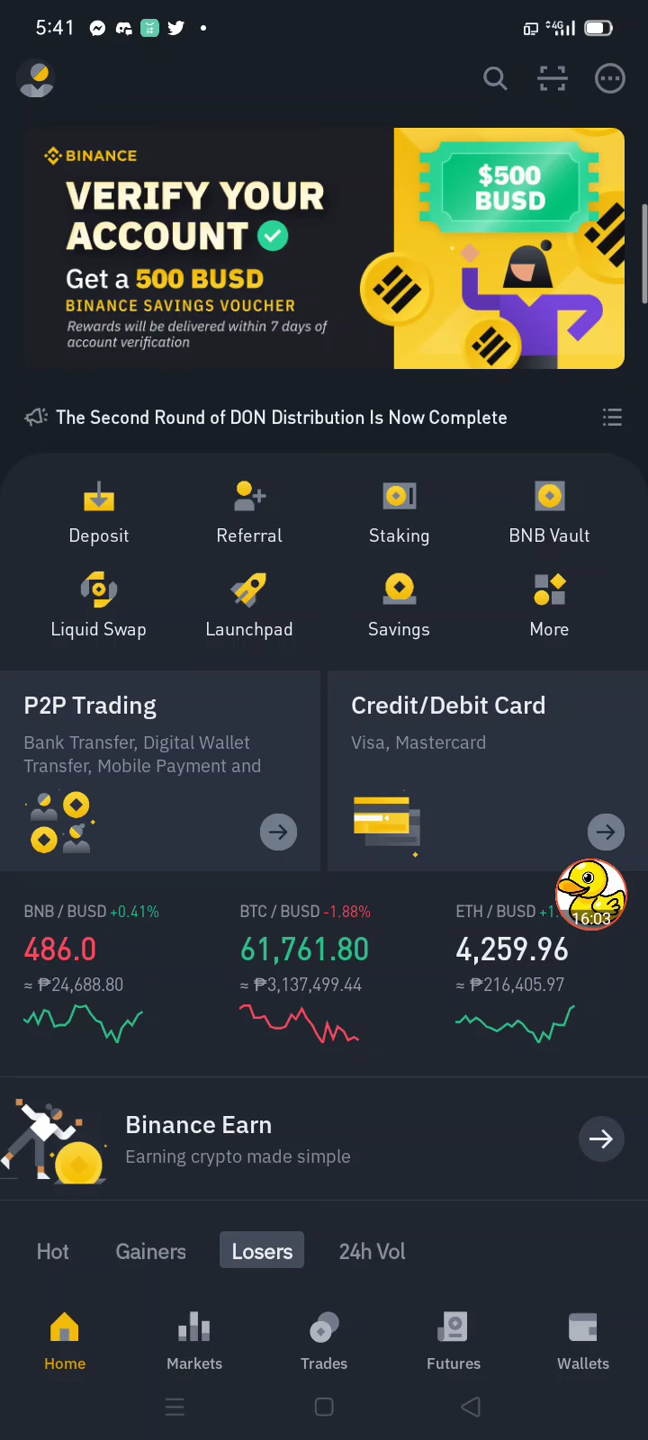 5:41
4G
BINANCE
VERIFY YOUR
ACCOUNT
Get a 500 BUSD
BINANCE SAVINGS VOUCHER
Rewards will be delivered within 7 days of
account verification
$500
BUSD
The Second Round of DON Distribution Is Now Complete
Deposit Referral Staking BNB Vault
Liquid Swap Launchpad Savings More
P2P Trading
Bank Transfer, Digital Wallet
Transfer, Mobile Payment and
Credit/Debit Card
Visa, Mastercard
BNB / BUSD +0.41% BTC / BUSD -1.88% ETH / BUSD +1.
16:03
486.0 61,761.80 4,259.96
≈ ₱24,688.80 ≈ ₱3,137,499.44 ≈ ₱216,405.97
Binance Earn
Earning crypto made simple
Hot Gainers Losers 24h Vol
Home Markets Trades Futures Wallets